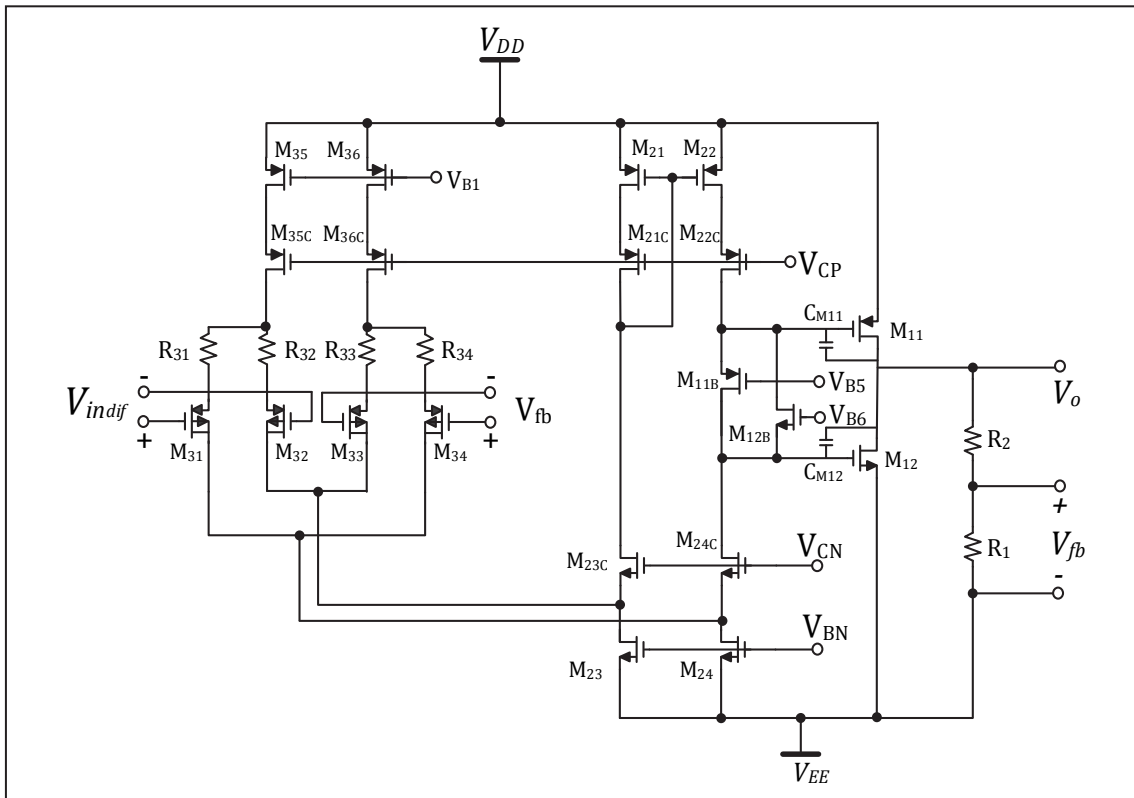 V_DD
M_35 M_36 M_21 M_22
V_B1
M_35C M_36C M_21C M_22C
V_CP
C_M11
M_11
R_31 R_32 R_33 R_34
- -
M_11B V_B5
V_o
V_indif V_fb
V_B6
+ +
M_12B
M_31 M_32 M_33 M_34
R_2
C_M12 M_12
+
M_23C M_24C V_CN
R_1 V_fb
-
V_BN
M_23 M_24
V_EE